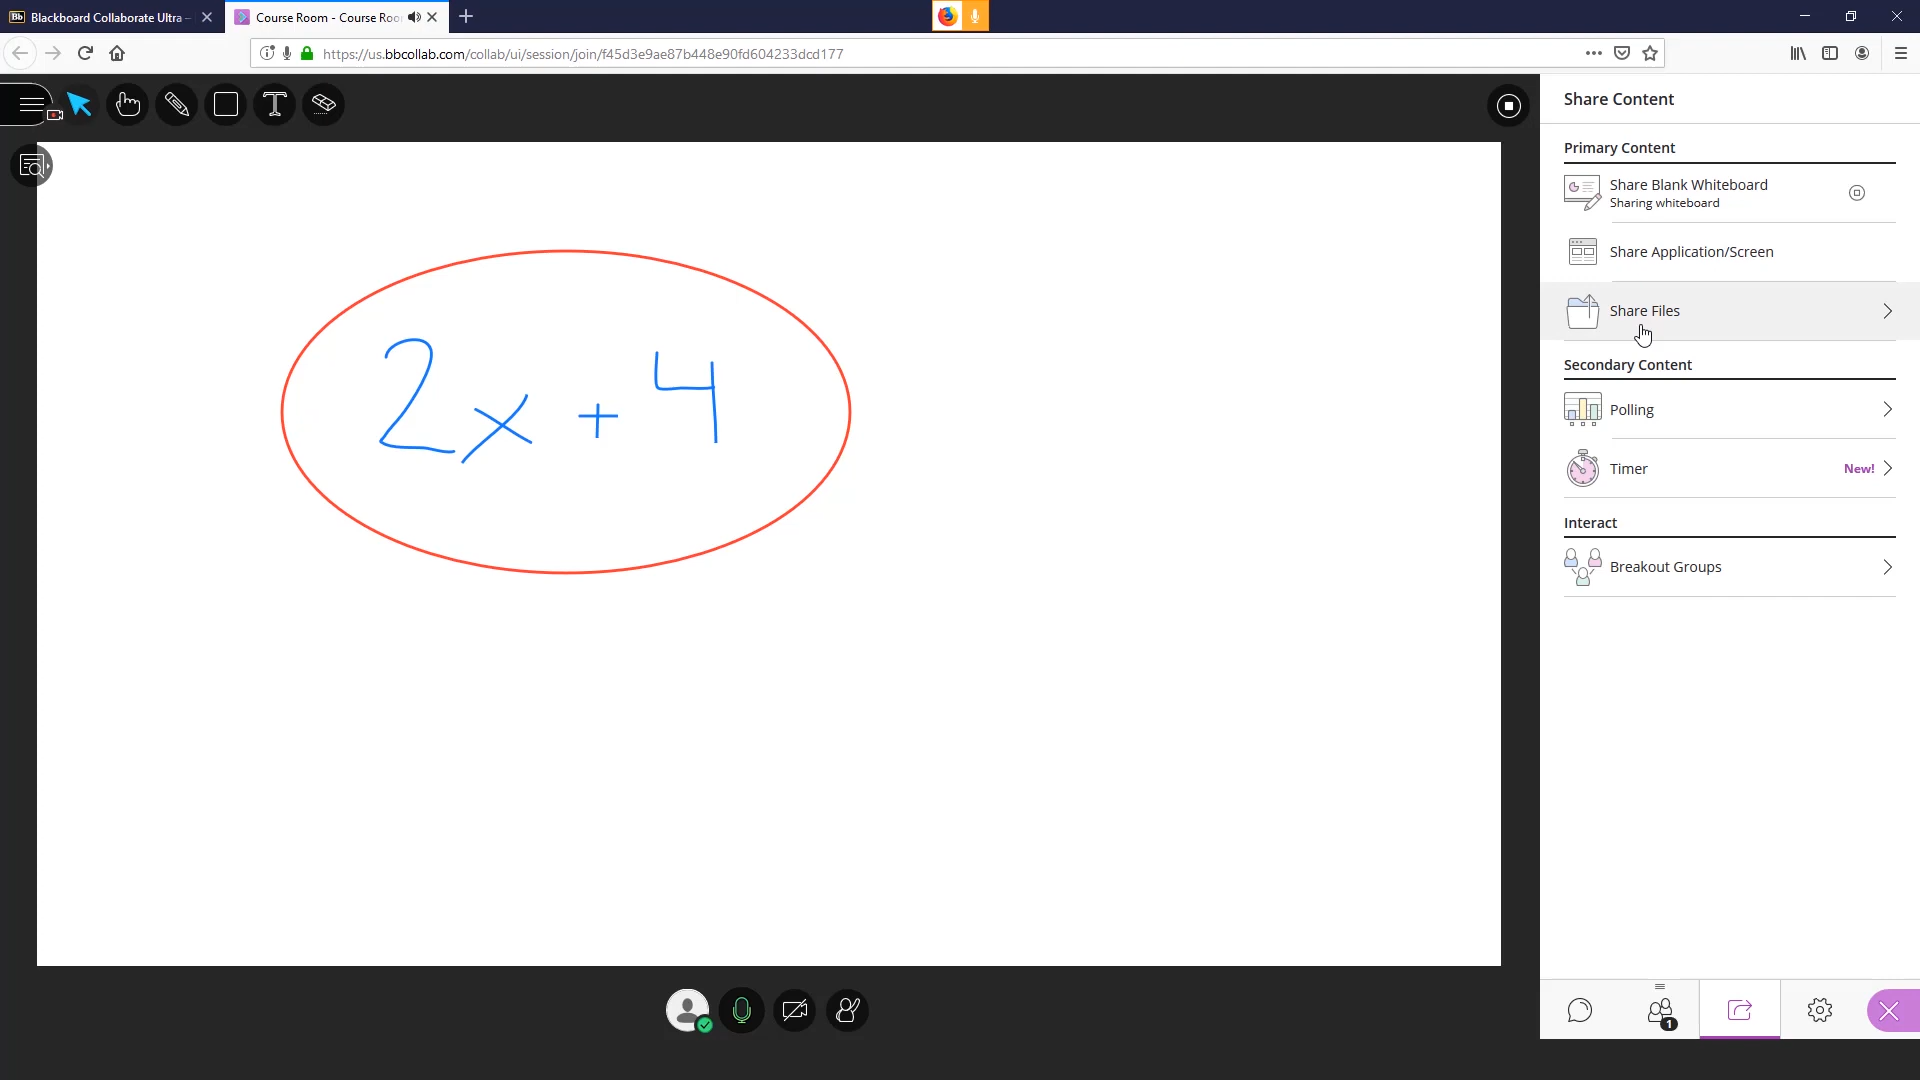 Blackboard Collaborate Ultra –
Course Room - Course Roo
https://us.bbcollab.com/collab/ui/session/join/f45d3e9ae87b448e90fd604233dcd177
Share Content
Primary Content
Share Blank Whiteboard
Sharing whiteboard
Share Application/Screen
Share Files
Secondary Content
Polling
Timer New!
Interact
Breakout Groups
2x + 4
1